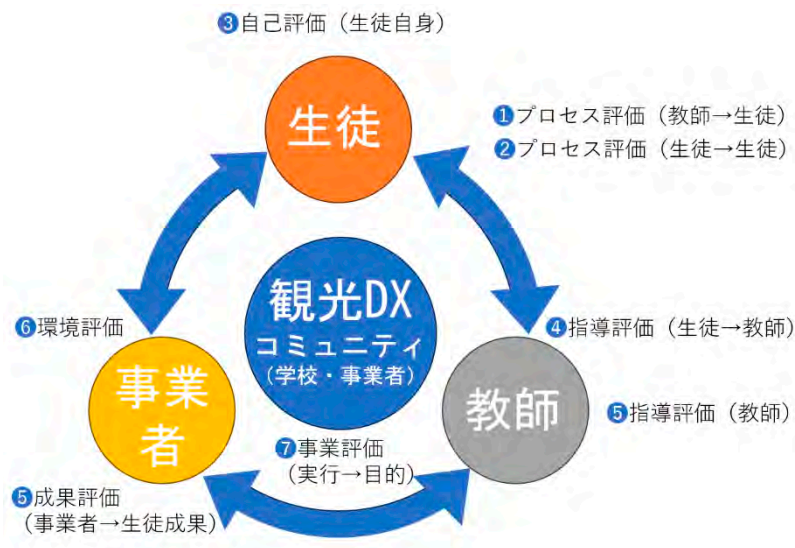 ❸自己評価（生徒自身）
生徒
❶プロセス評価（教師→生徒）
❷プロセス評価（生徒→生徒）
観光DX
コミュニティ
（学校・事業者）
❻環境評価
❹指導評価（生徒→教師）
事業
者
教師
❺指導評価（教師）
❼事業評価
（実行→目的）
❺成果評価
（事業者→生徒成果）